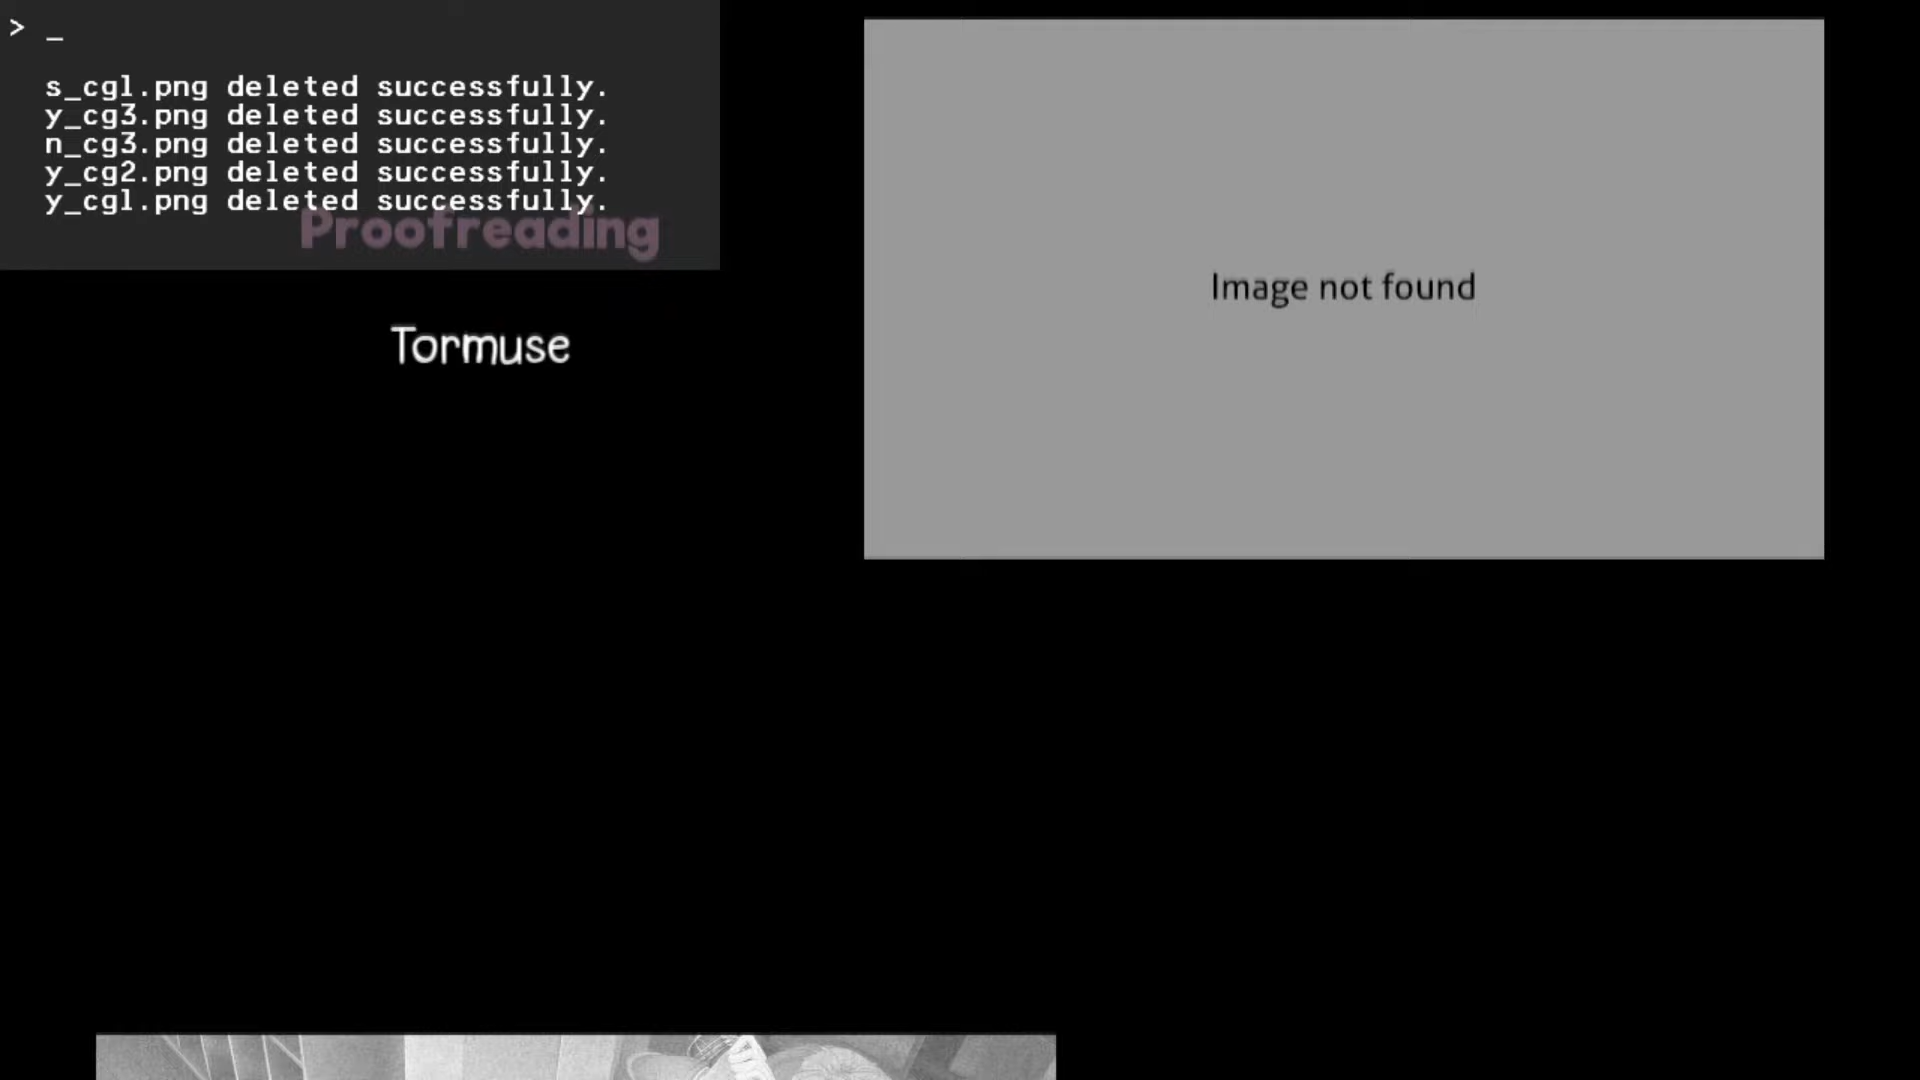 > _
s_cg1.png deleted successfully.
y_cg3.png deleted successfully.
n_cg3.png deleted successfully.
y_cg2.png deleted successfully.
y_cg1.png deleted successfully.
Proofreading
Tormuse
Image not found